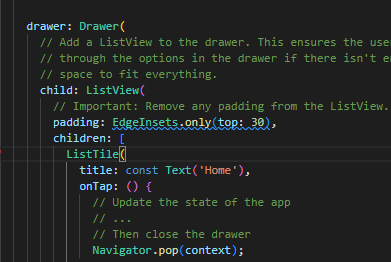 drawer: Drawer(
// Add a ListView to the drawer. This ensures the use
// through the options in the drawer if there isn't e
// space to fit everything.
child: ListView(
// Important: Remove any padding from the ListView.
padding: EdgeInsets.only(top: 30),
children: [
ListTile(
title: const Text('Home'),
onTap: () {
// Update the state of the app
// ...
// Then close the drawer
Navigator.pop(context);